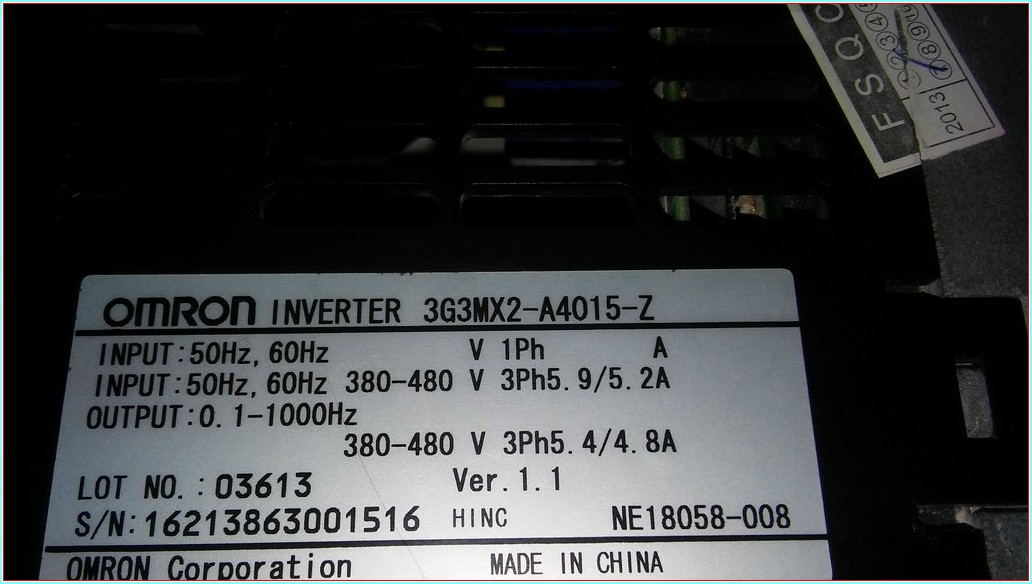 FSQC
2013
OMRON INVERTER 3G3MX2-A4015-Z
INPUT:50Hz, 60Hz V 1Ph A
INPUT:50Hz, 60Hz 380-480 V 3Ph5.9/5.2A
OUTPUT:0.1-1000Hz
380-480 V 3Ph5.4/4.8A
LOT NO.: 03613 Ver.1.1
S/N:16213863001516 HINC NE18058-008
OMRON Corporation MADE IN CHINA